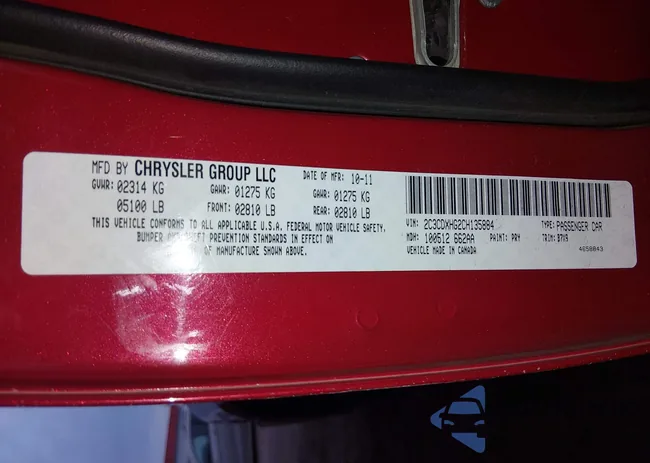 MFD BY CHRYSLER GROUP LLC DATE OF MFR: 10-11
GVWR: 02314 KG GAWR: 01275 KG GAWR: 01275 KG
05100 LB FRONT: 02810 LB REAR: 02810 LB
THIS VEHICLE CONFORMS TO ALL APPLICABLE U.S.A. FEDERAL MOTOR VEHICLE SAFETY,
BUMPER AND THEFT PREVENTION STANDARDS IN EFFECT ON
OF MANUFACTURE SHOWN ABOVE.
VIN: 2C3CDXHG2CH135884 TYPE: PASSENGER CAR
MDH: 100512 662AA PAINT: PRY TRIM: B7X9
VEHICLE MADE IN CANADA 4658843